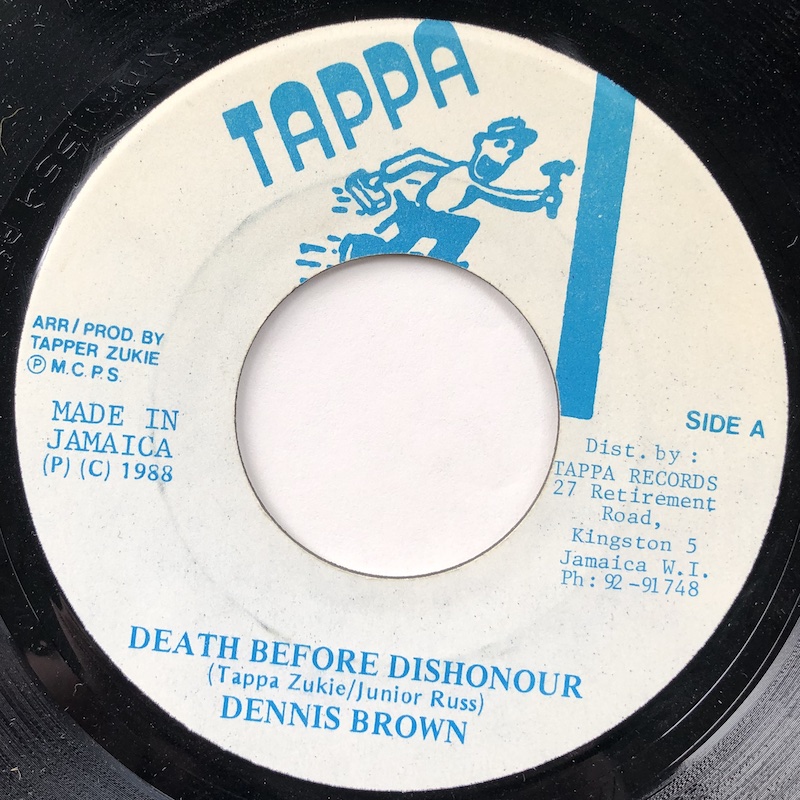 TAPPA
ARR/PROD. BY
TAPPER ZUKIE
Ⓟ M.C.P.S.
MADE IN
JAMAICA
(P) (C) 1988
SIDE A
Dist. by:
TAPPA RECORDS
27 Retirement
Road,
Kingston 5
Jamaica W.I.
Ph: 92-91748
DEATH BEFORE DISHONOUR
(Tappa Zukie/Junior Russ)
DENNIS BROWN